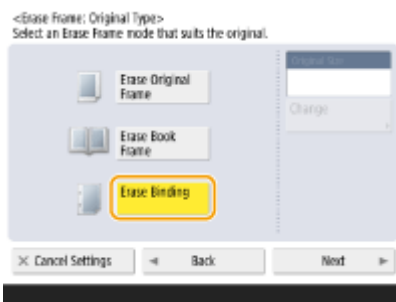 <Erase Frame: Original Type>
Select an Erase Frame mode that suits the original.
Original Size
Erase Original
Frame
Change
Erase Book
Frame
Erase Binding
Cancel Settings
Back
Next